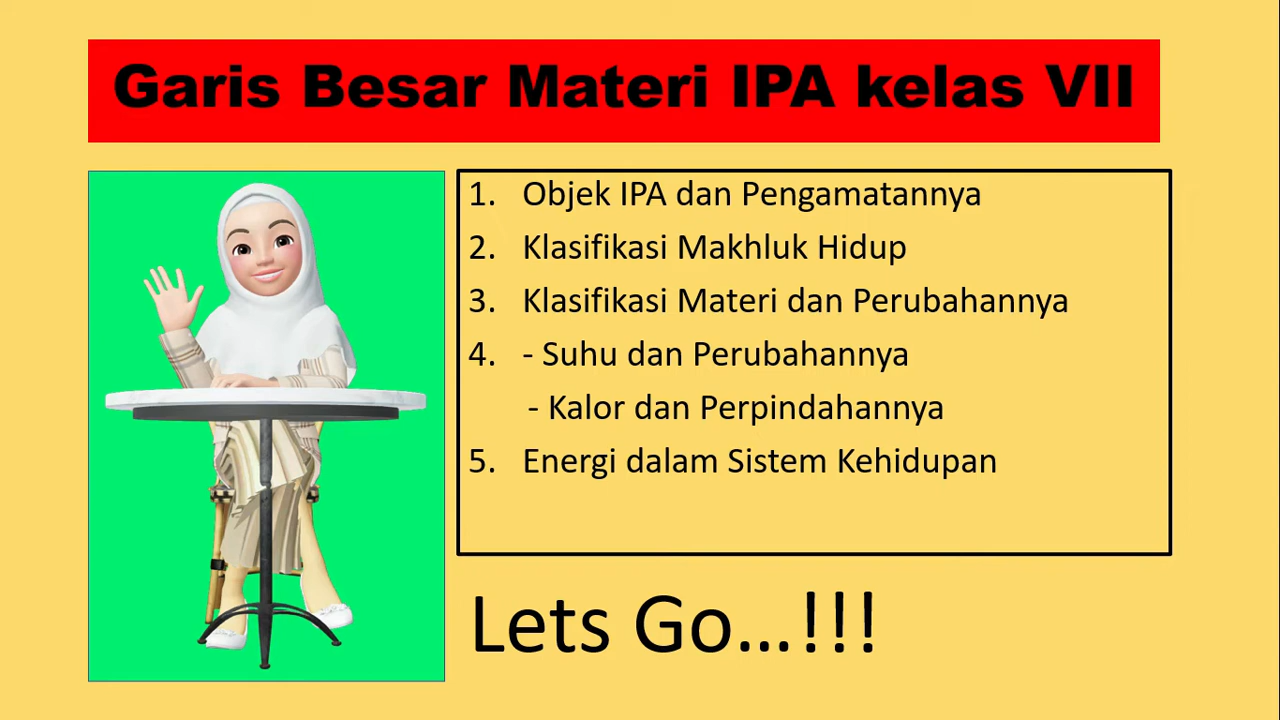 Garis Besar Materi IPA kelas VII
1. Objek IPA dan Pengamatannya
2. Klasifikasi Makhluk Hidup
3. Klasifikasi Materi dan Perubahannya
4. - Suhu dan Perubahannya
- Kalor dan Perpindahannya
5. Energi dalam Sistem Kehidupan
Lets Go...!!!